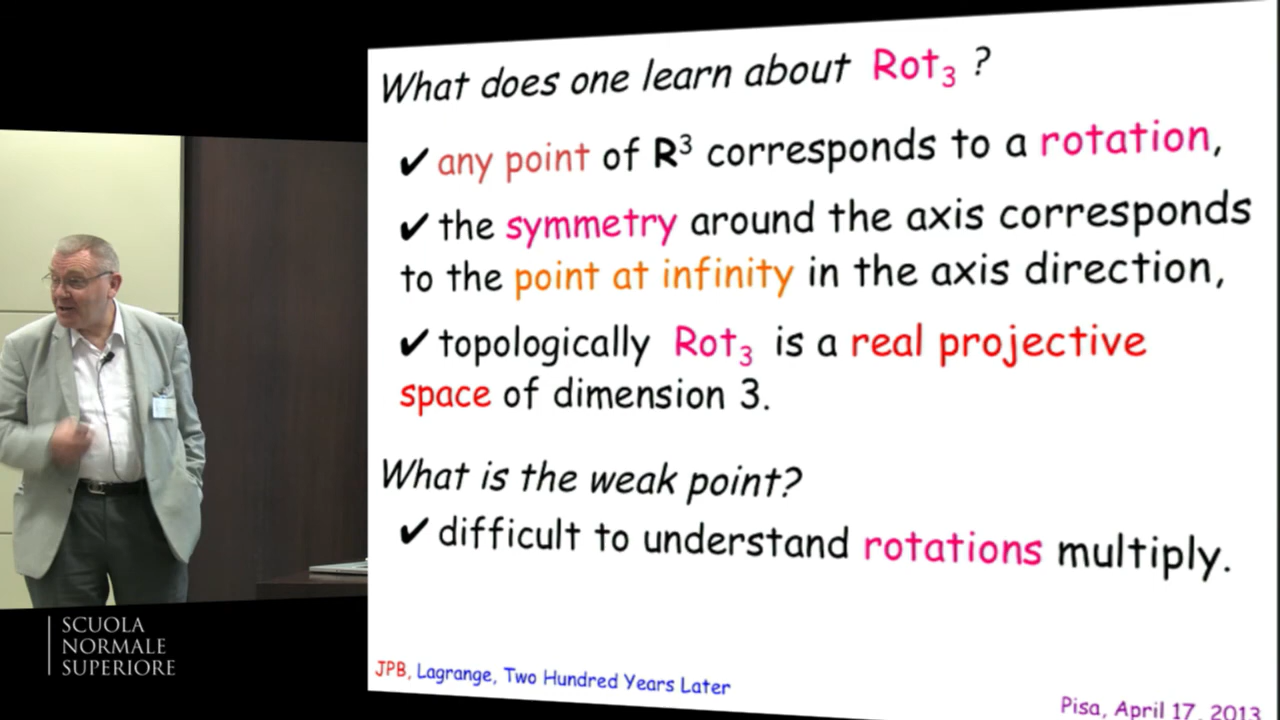 What does one learn about Rot₃ ?
✔ any point of R³ corresponds to a rotation,
✔ the symmetry around the axis corresponds
to the point at infinity in the axis direction,
✔ topologically Rot₃ is a real projective
space of dimension 3.
What is the weak point?
✔ difficult to understand rotations multiply.
JPB, Lagrange, Two Hundred Years Later
Pisa, April 17, 2013
SCUOLA
NORMALE
SUPERIORE